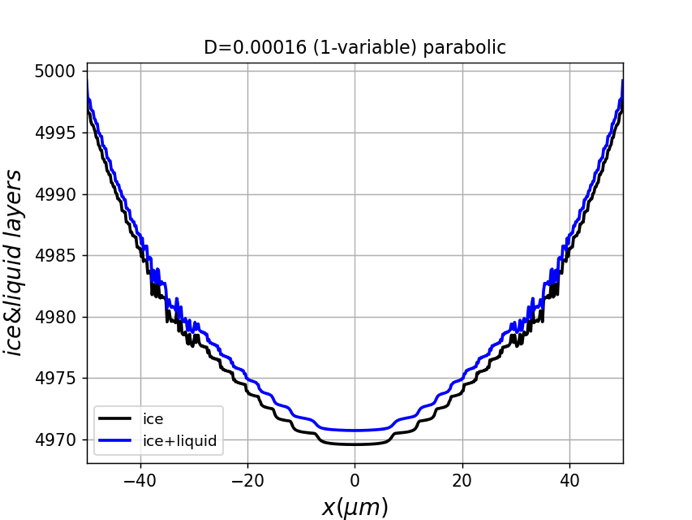 D=0.00016 (1-variable) parabolic
5000
4995
4990
4985
4980
4975
4970
ice&liquid layers
ice
ice+liquid
−40 −20 0 20 40
x(μm)